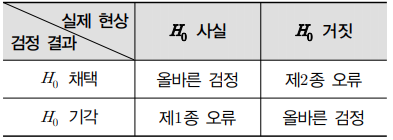 실제 현상
검정 결과
H₀ 사실
H₀ 거짓
H₀ 채택
올바른 검정
제2종 오류
H₀ 기각
제1종 오류
올바른 검정